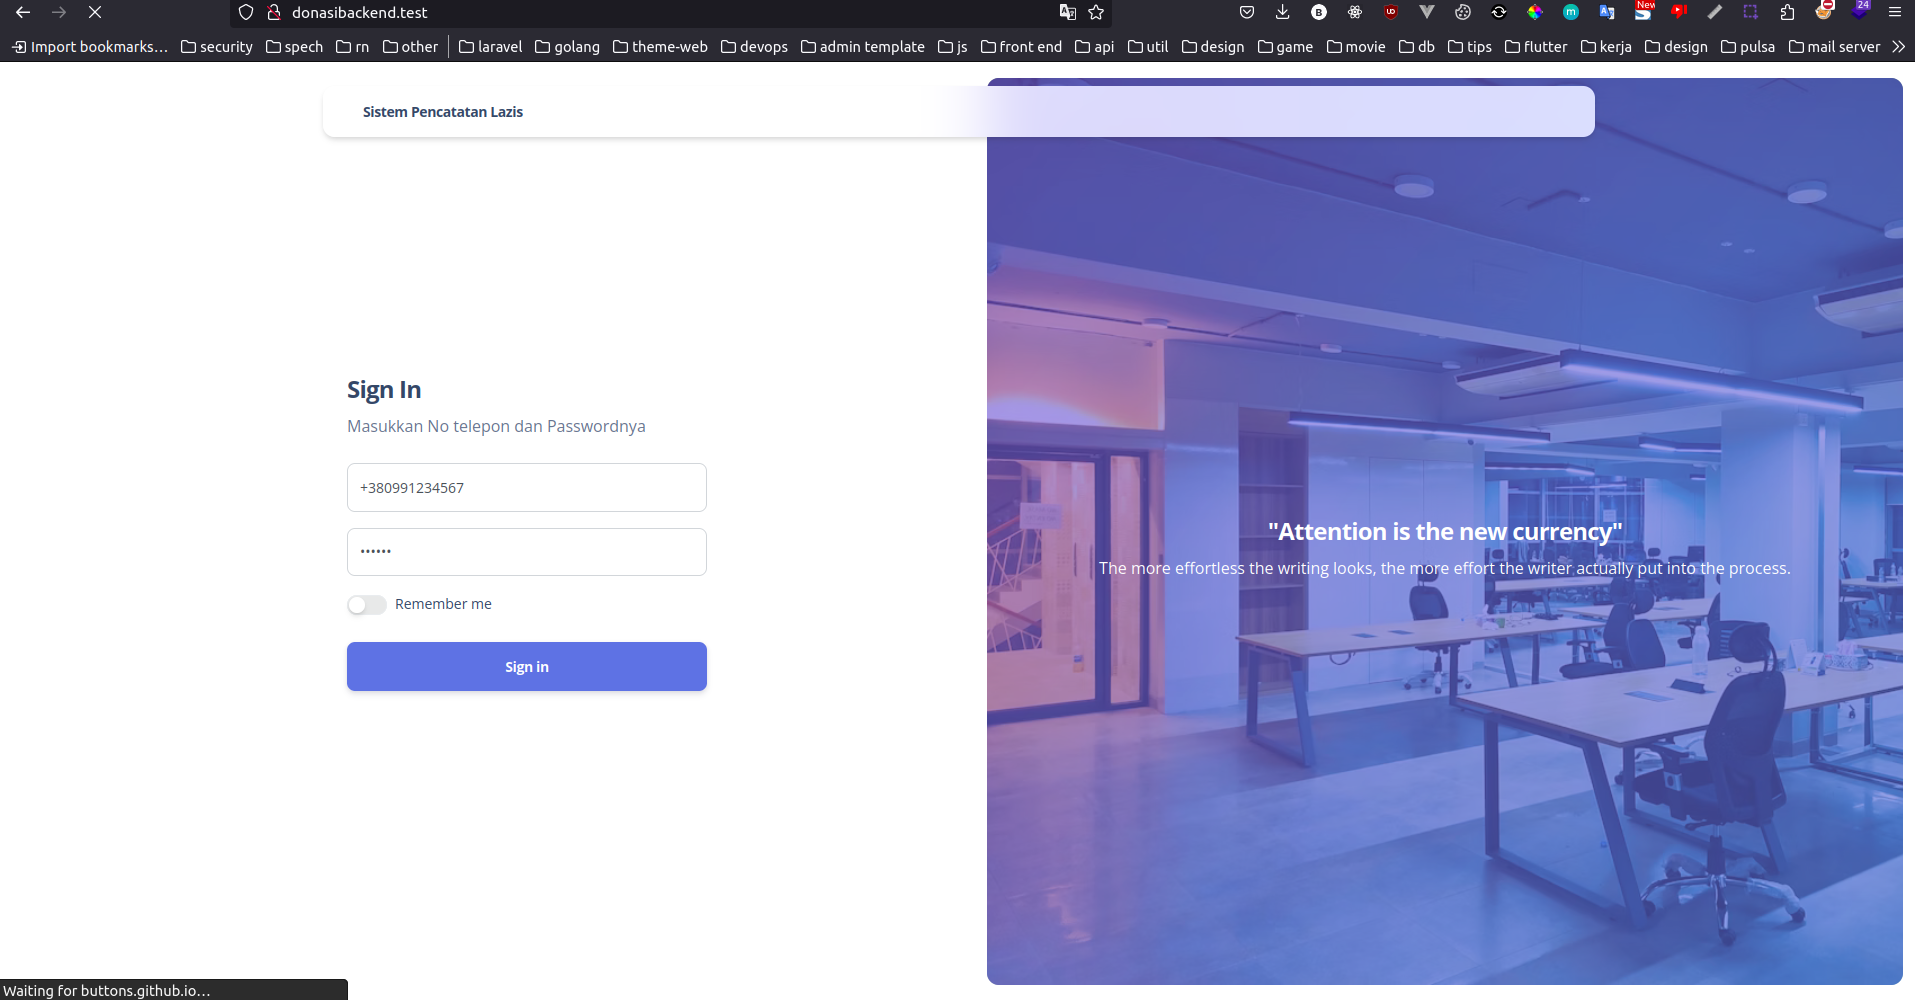 donasibackend.test
New
24
Import bookmarks... security spech rn other laravel golang theme-web devops admin template js front end api util design game movie db tips flutter kerja design pulsa mail server
Sistem Pencatatan Lazis
Sign In
Masukkan No telepon dan Passwordnya
+380991234567
••••••
Remember me
Sign in
"Attention is the new currency"
The more effortless the writing looks, the more effort the writer actually put into the process.
Waiting for buttons.github.io...